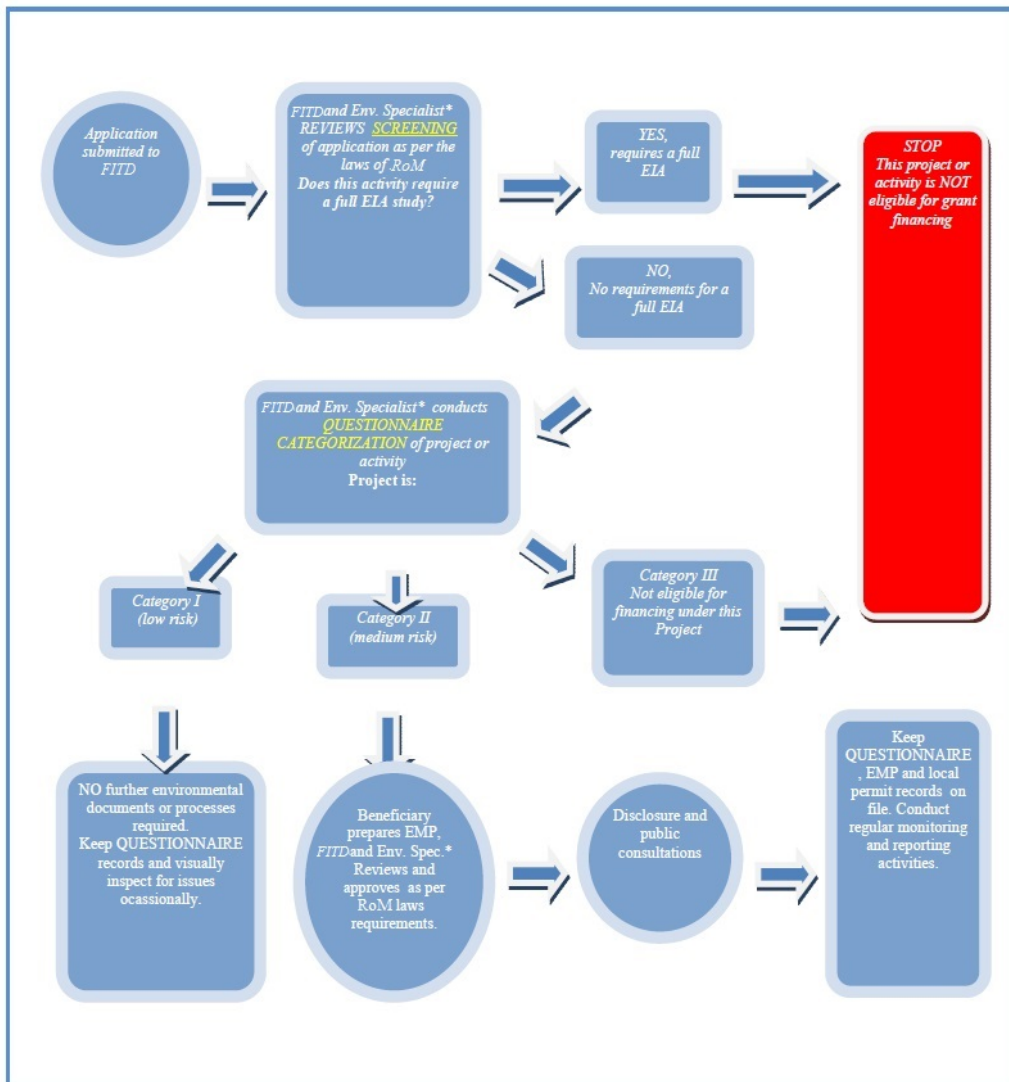 Application
submitted to
FITD
FITDand Env. Specialist*
REVIEWS SCREENING
of application as per the
laws of RoM
Does this activity require
a full EIA study?
YES,
requires a full
EIA
STOP
This project or
activity is NOT
eligible for grant
financing
NO,
No requirements for a
full EIA
FITDand Env. Specialist* conducts
QUESTIONNAIRE
CATEGORIZATION of project or
activity
Project is:
Category I
(low risk)
Category II
(medium risk)
Category III
Not eligible for
financing under this
Project
NO further environmental
documents or processes
required.
Keep QUESTIONNAIRE
records and visually
inspect for issues
ocassionally.
Beneficiary
prepares EMP,
FITDand Env. Spec.*
Reviews and
approves as per
RoM laws
requirements.
Disclosure and
public
consultations
Keep
QUESTIONNAIRE
, EMP and local
permit records on
file. Conduct
regular monitoring
and reporting
activities.